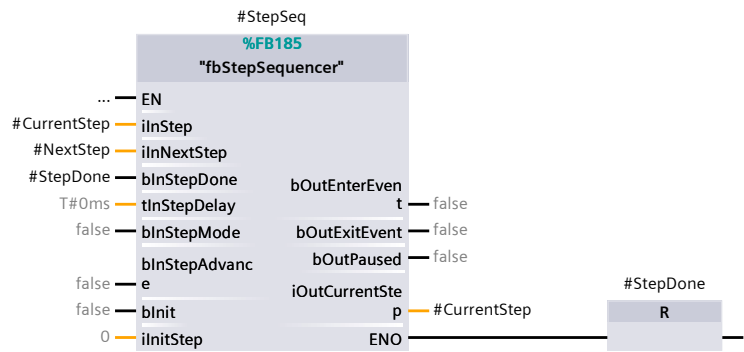 #StepSeq
%FB185
"fbStepSequencer"
... EN
#CurrentStep iInStep
#NextStep iInNextStep
#StepDone bInStepDone
bOutEnterEven
T#0ms tInStepDelay t false
false bInStepMode bOutExitEvent false
bOutPaused false
bInStepAdvanc
false e
#StepDone
iOutCurrentSte
false bInit p #CurrentStep R
0 iInitStep ENO